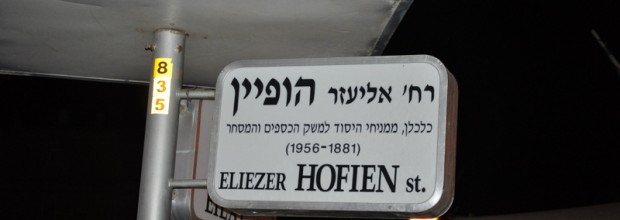 8
3
5
רח' אליעזר הופיין
כלכלן, ממניחי היסוד למשק הכספים והמסחר
(1956-1881)
ELIEZER HOFIEN st.